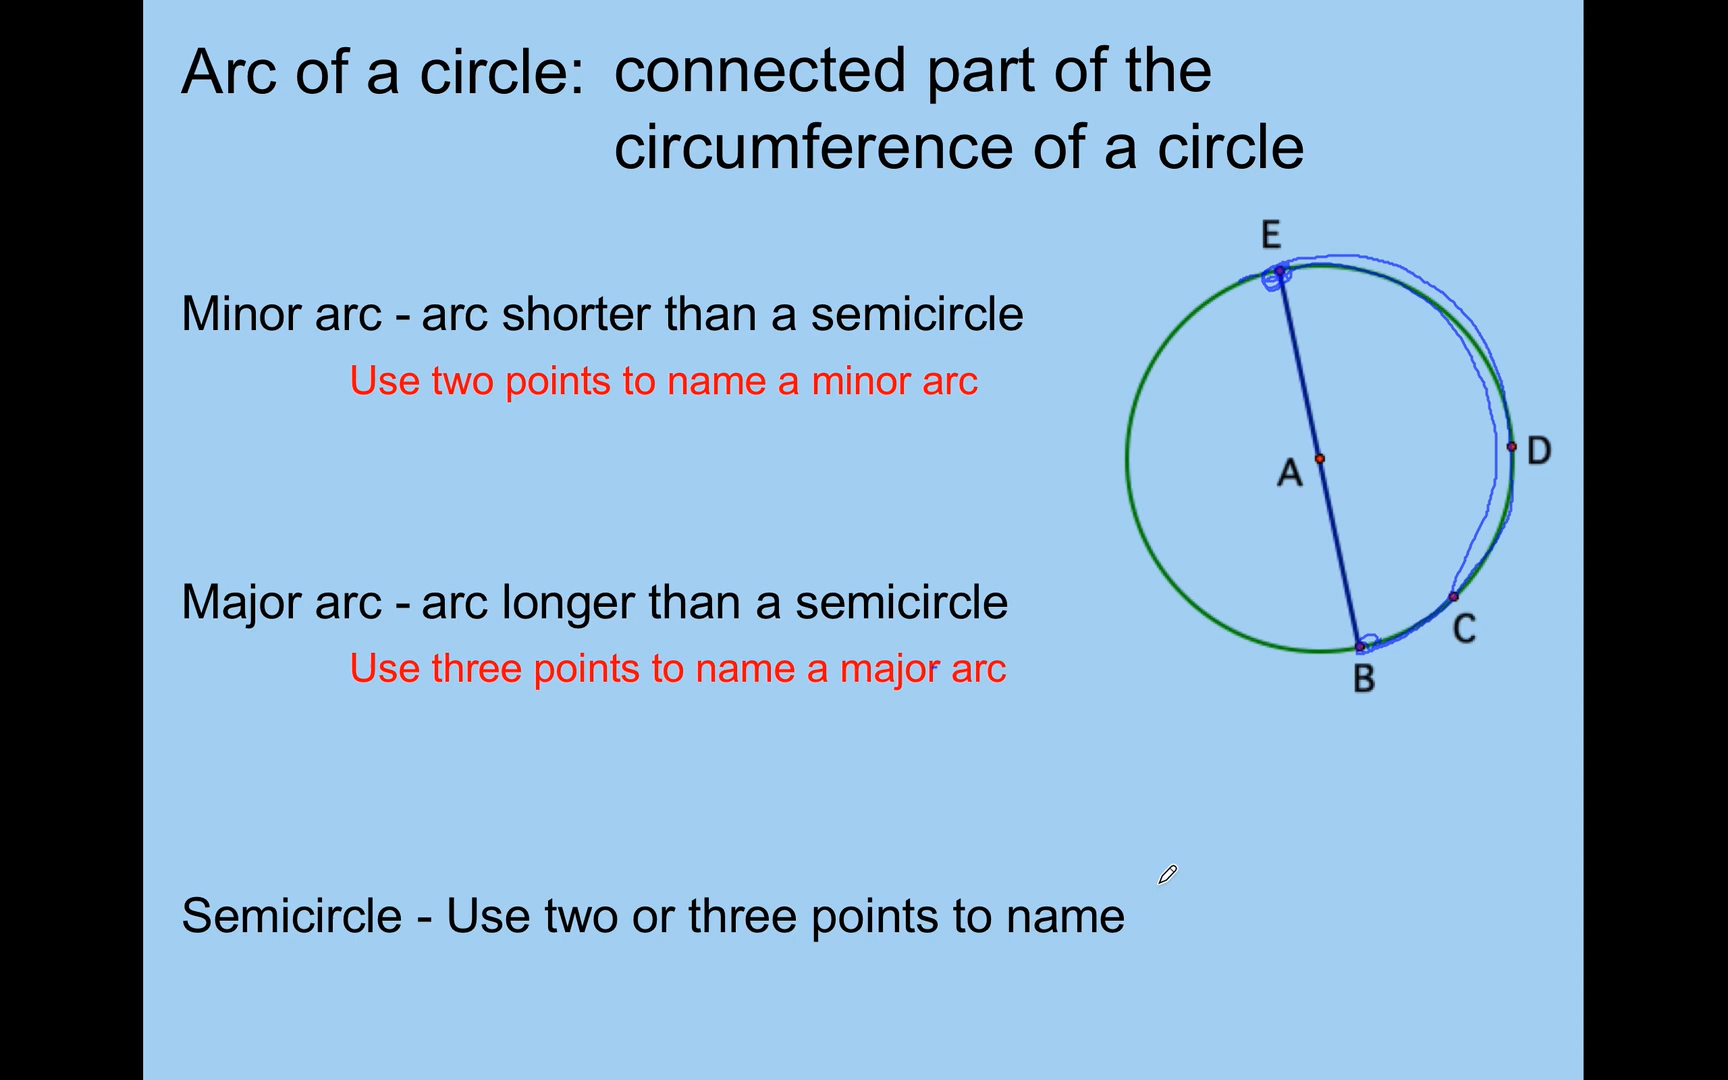 Arc of a circle: connected part of the
circumference of a circle
E
Minor arc - arc shorter than a semicircle
Use two points to name a minor arc
D
A
Major arc - arc longer than a semicircle
C
Use three points to name a major arc
B
Semicircle - Use two or three points to name